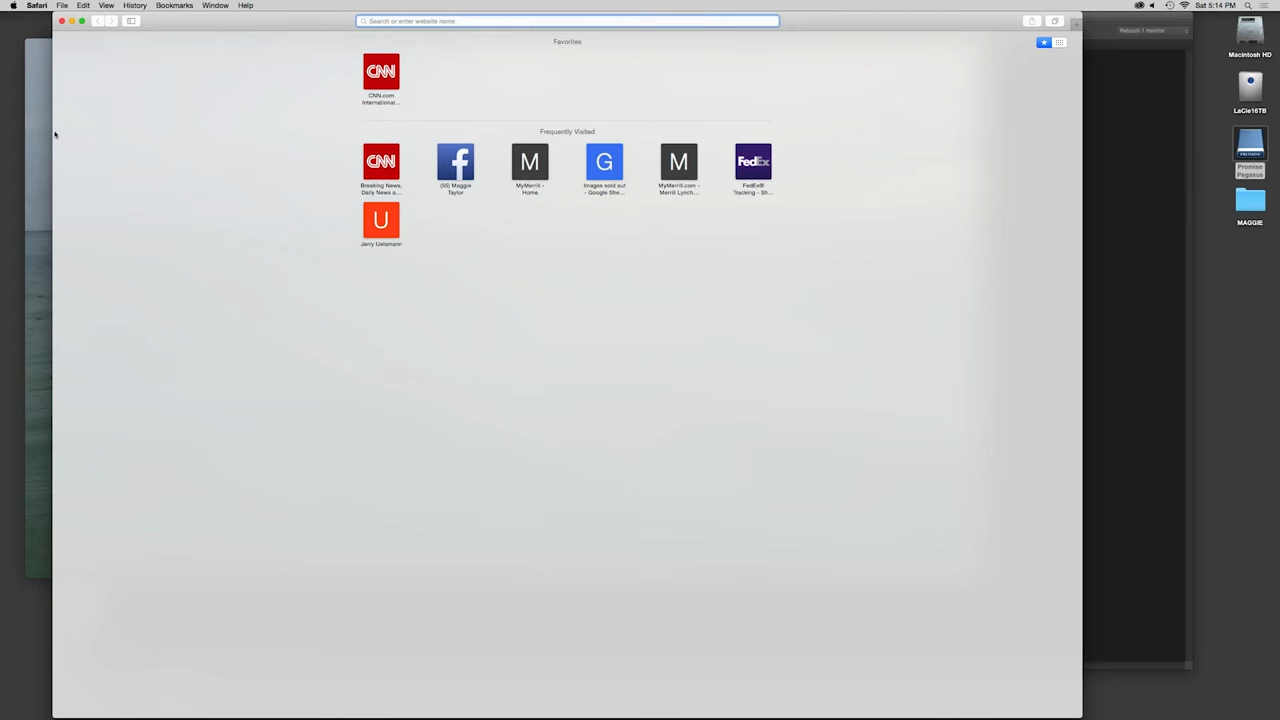 Safari File Edit View History Bookmarks Window Help
Sat 5:14 PM
Search or enter website name
Retouch 1 monitor
Favorites
CNN
CNN.com
International...
Frequently Visited
CNN
f
M
G
M
FedEx
Breaking News,
Daily News a...
(55) Maggie
Taylor
MyMerrill -
Home
Images sold out
- Google She...
MyMerrill.com -
Merrill Lynch...
FedEx®
Tracking - Sh...
U
Jerry Uelsmann
Macintosh HD
LaCie16TB
PROMISE
Promise
Pegasus
MAGGIE